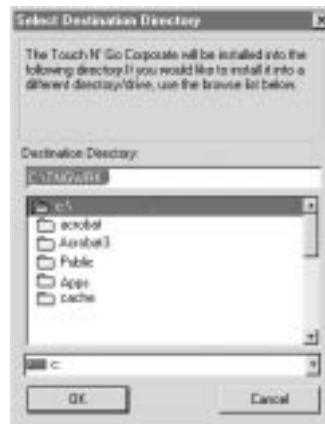 Select Destination Directory
The Touch N' Go Corporate will be installed into the
following directory. If you would like to install it into a
different directory/drive, use the browse list below.
Destination Directory:
C:\TNGWRK
c:\
acrobat
Acrobat3
Public
Apps
cache
c:
OK
Cancel